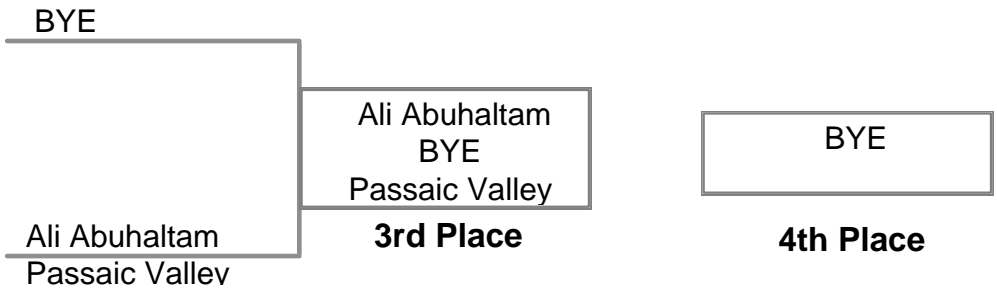 BYE
Ali Abuhaltam
BYE
Passaic Valley
3rd Place
BYE
4th Place
Ali Abuhaltam
Passaic Valley